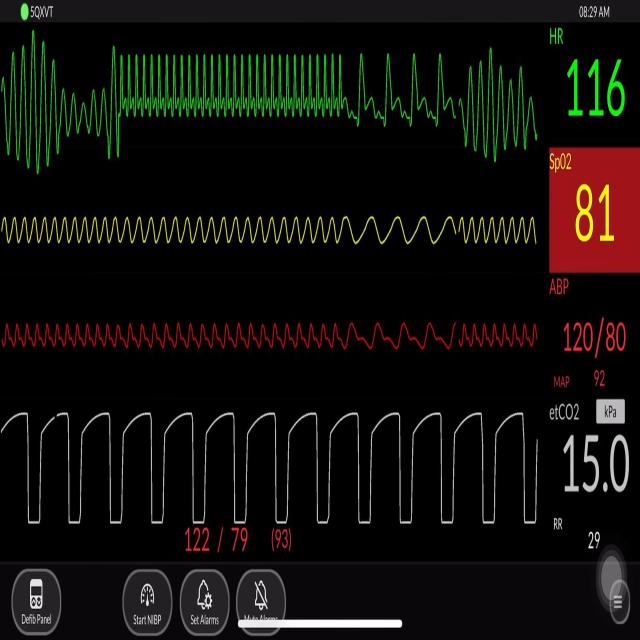 5QXVT
08:29 AM
HR
116
SpO2
81
ABP
120/80
MAP 92
etCO2 kPa
15.0
RR
29
122 / 79 (93)
Defib Panel
Start NIBP
Set Alarms
Mute Alarms